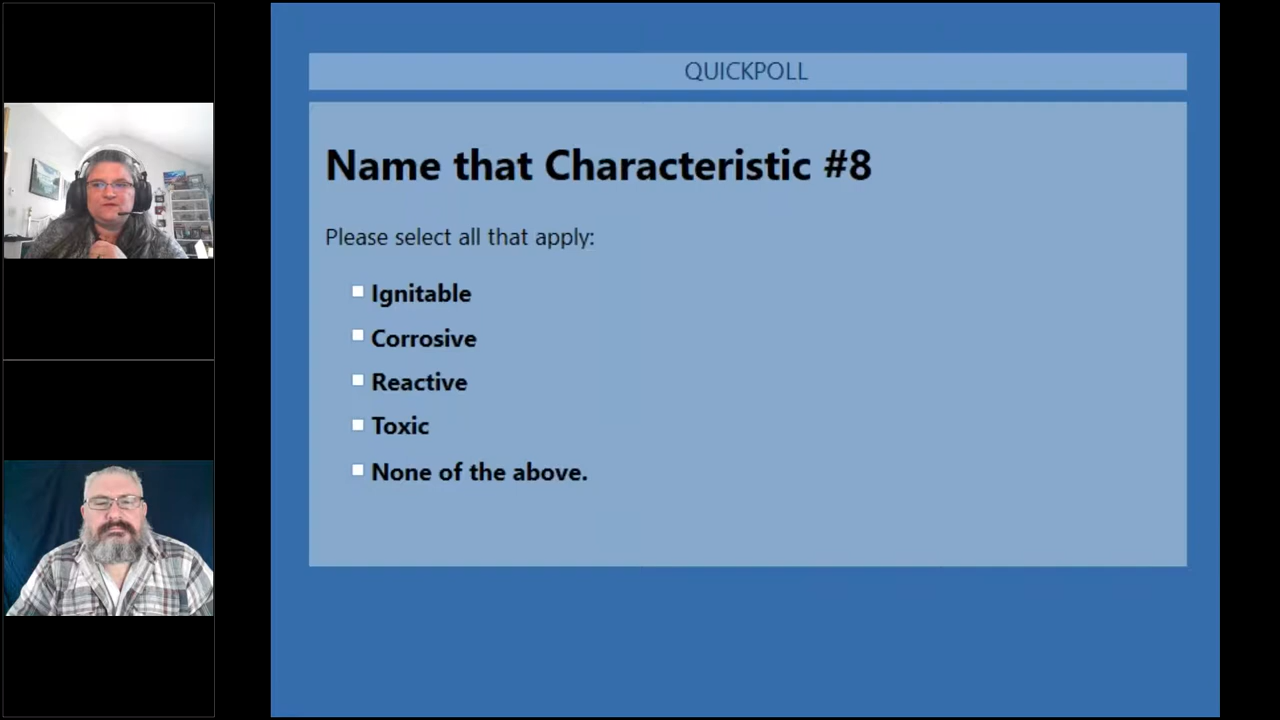 QUICKPOLL
Name that Characteristic #8
Please select all that apply:
Ignitable
Corrosive
Reactive
Toxic
None of the above.